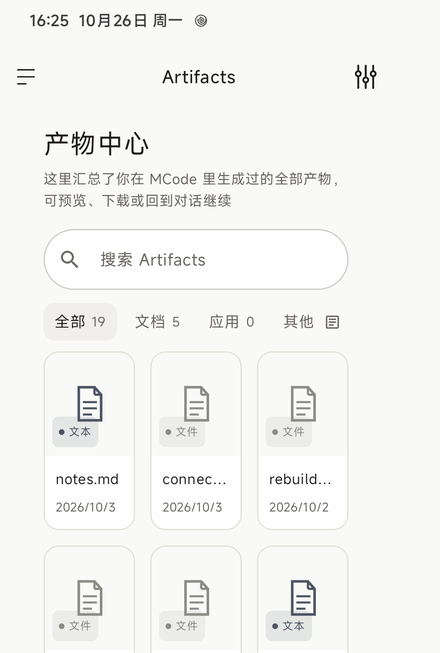 16:25 10月26日 周一
Artifacts
产物中心
这里汇总了你在 MCode 里生成过的全部产物，
可预览、下载或回到对话继续
搜索 Artifacts
全部 19 文档 5 应用 0 其他
文本 文件 文件
notes.md connec... rebuild...
2026/10/3 2026/10/3 2026/10/2
文件 文件 文本